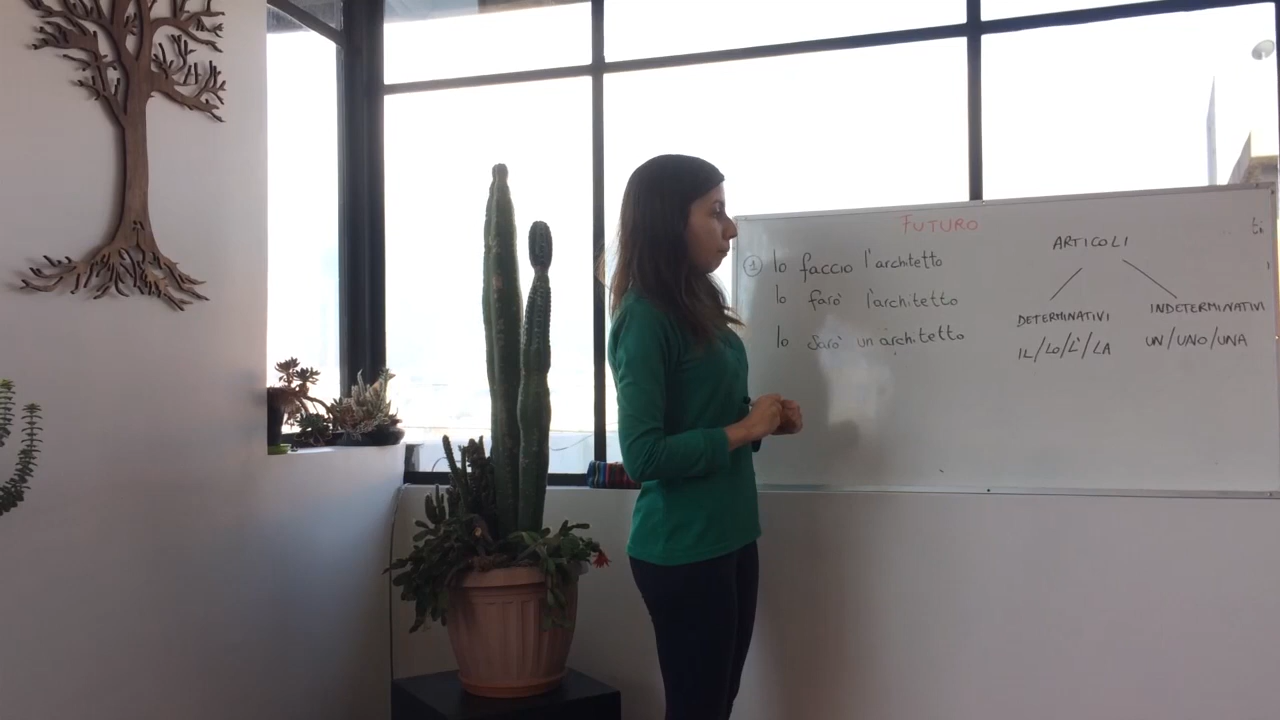 FUTURO
① Io faccio l'architetto
Io farò l'architetto
Io sarò un architetto
ARTICOLI
DETERMINATIVI
IL/LO/L'/LA
INDETERMINATIVI
UN/UNO/UNA